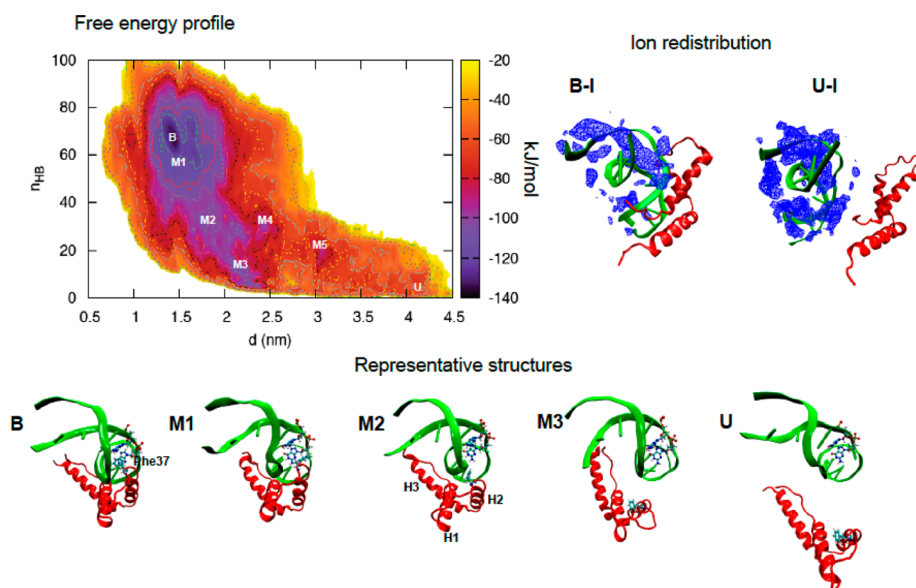 Free energy profile
Ion redistribution
B-I
U-I
100
80
60
40
20
0
n_HB
B
M1
M2
M4
M3
M5
U
0.5 1 1.5 2 2.5 3 3.5 4 4.5
d (nm)
-20
-40
-60
-80
-100
-120
-140
kJ/mol
Representative structures
B
M1
M2
M3
U
H3
H2
H1